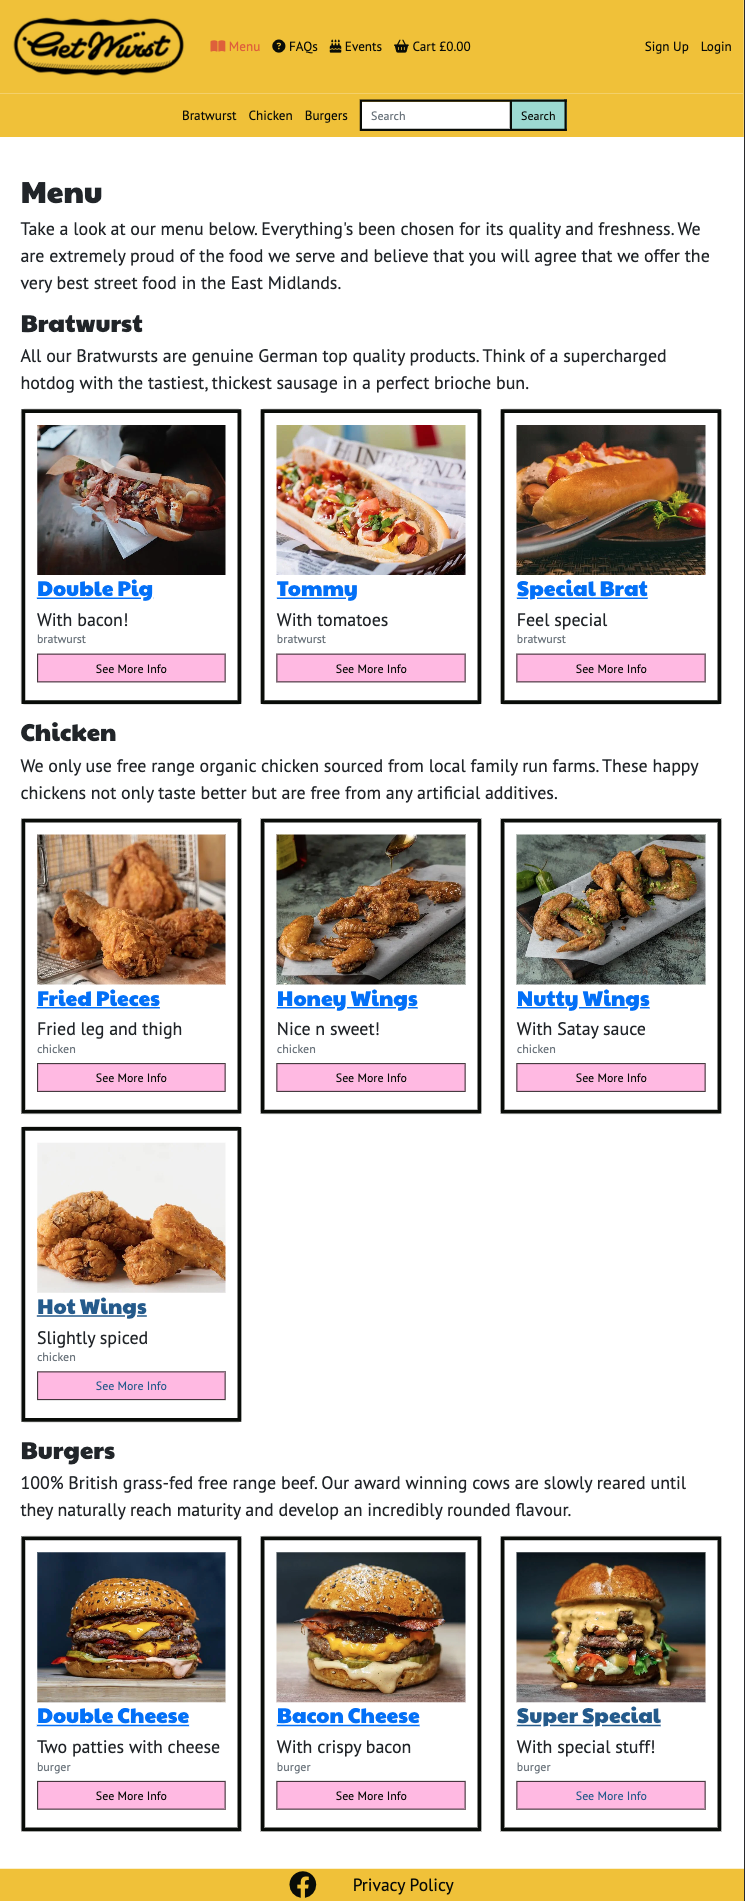 Get Würst
Menu FAQs Events Cart £0.00 Sign Up Login
Bratwurst Chicken Burgers Search Search
Menu
Take a look at our menu below. Everything's been chosen for its quality and freshness. We
are extremely proud of the food we serve and believe that you will agree that we offer the
very best street food in the East Midlands.
Bratwurst
All our Bratwursts are genuine German top quality products. Think of a supercharged
hotdog with the tastiest, thickest sausage in a perfect brioche bun.
INDEPENDE
Double Pig Tommy Special Brat
With bacon! With tomatoes Feel special
bratwurst bratwurst bratwurst
See More Info See More Info See More Info
Chicken
We only use free range organic chicken sourced from local family run farms. These happy
chickens not only taste better but are free from any artificial additives.
Fried Pieces Honey Wings Nutty Wings
Fried leg and thigh Nice n sweet! With Satay sauce
chicken chicken chicken
See More Info See More Info See More Info
Hot Wings
Slightly spiced
chicken
See More Info
Burgers
100% British grass-fed free range beef. Our award winning cows are slowly reared until
they naturally reach maturity and develop an incredibly rounded flavour.
Double Cheese Bacon Cheese Super Special
Two patties with cheese With crispy bacon With special stuff!
burger burger burger
See More Info See More Info See More Info
Privacy Policy